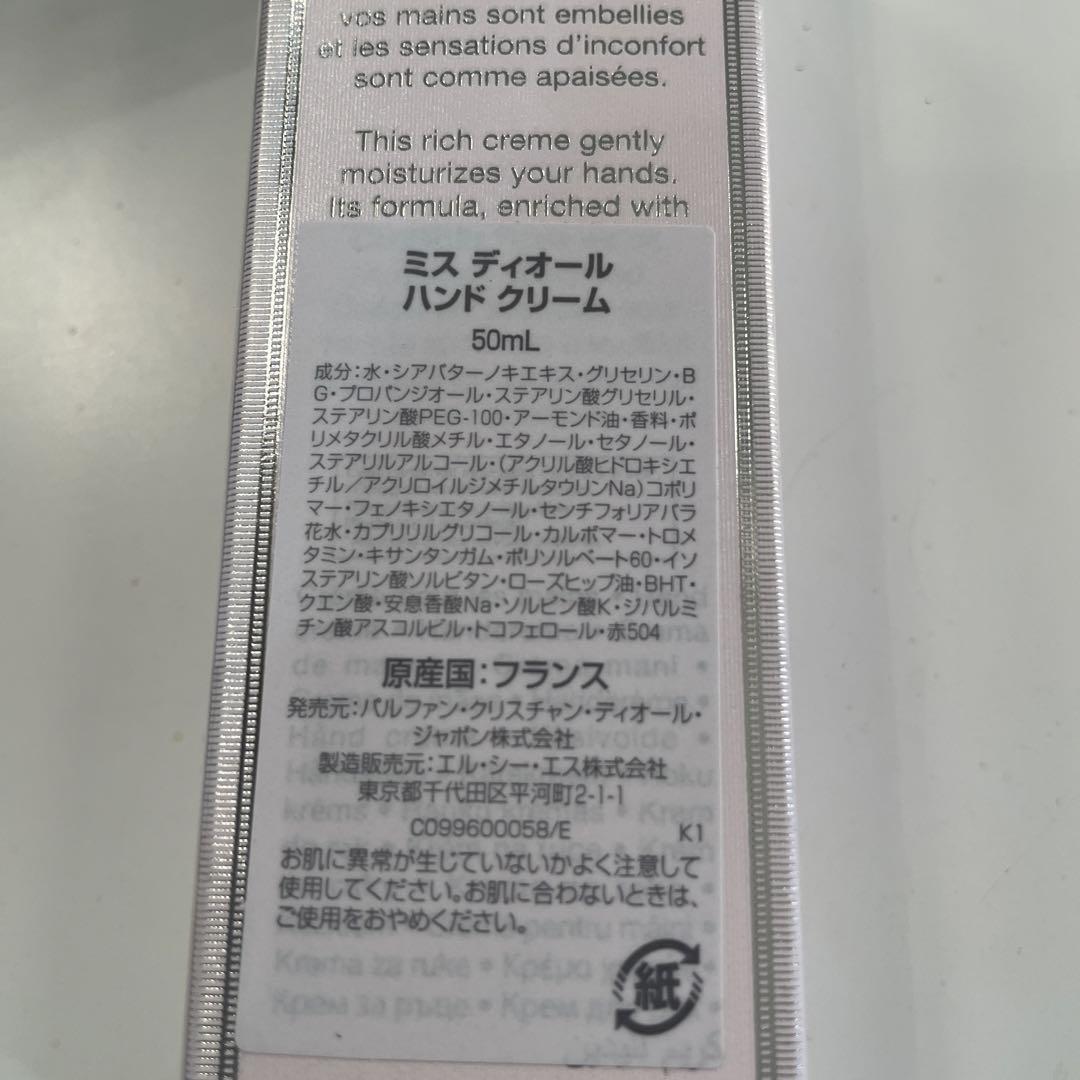 vos mains sont embellies
et les sensations d'inconfort
sont comme apaisées.
This rich creme gently
moisturizes your hands.
Its formula, enriched with
ミス ディオール
ハンド クリーム
50mL
成分:水・シアバターノキエキス・グリセリン・B
G・プロパンジオール・ステアリン酸グリセリル・
ステアリン酸PEG-100・アーモンド油・香料・ポ
リメタクリル酸メチル・エタノール・セタノール・
ステアリルアルコール・(アクリル酸ヒドロキシエ
チル/アクリロイルジメチルタウリンNa)コポリ
マー・フェノキシエタノール・センチフォリアバラ
花水・カプリリルグリコール・カルボマー・トロメ
タミン・キサンタンガム・ポリソルベート60・イソ
ステアリン酸ソルビタン・ローズヒップ油・BHT・
クエン酸・安息香酸Na・ソルビン酸K・ジパルミ
チン酸アスコルビル・トコフェロール・赤504
原産国:フランス
発売元:パルファン・クリスチャン・ディオール・
ジャポン株式会社
製造販売元:エル・シー・エス株式会社
東京都千代田区平河町2-1-1
C099600058/E K1
お肌に異常が生じていないかよく注意して
使用してください。お肌に合わないときは、
ご使用をおやめください。
紙